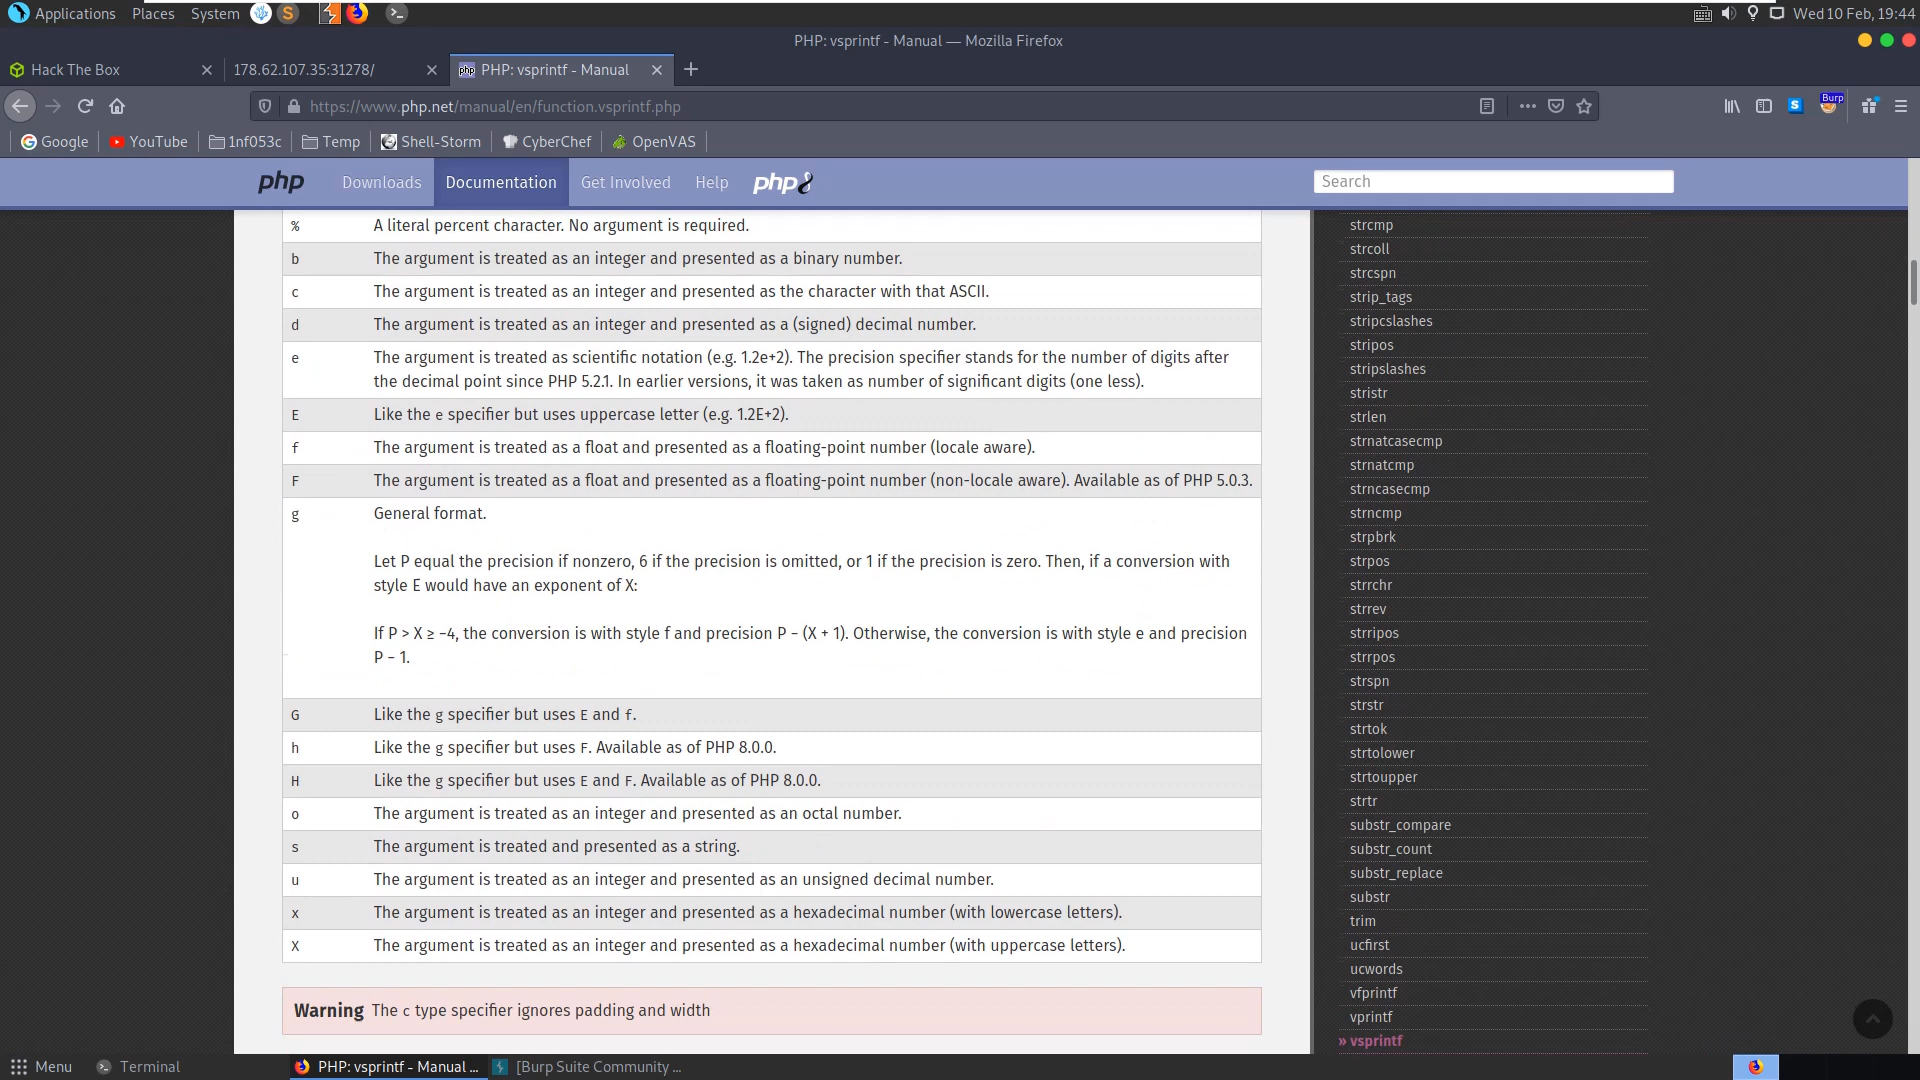 Applications Places System
Wed 10 Feb, 19:44
PHP: vsprintf - Manual — Mozilla Firefox
Hack The Box
178.62.107.35:31278/
php PHP: vsprintf - Manual
https://www.php.net/manual/en/function.vsprintf.php
Burp
Google YouTube 1nf053c Temp Shell-Storm CyberChef OpenVAS
php Downloads Documentation Get Involved Help php8
Search
% A literal percent character. No argument is required.
b The argument is treated as an integer and presented as a binary number.
c The argument is treated as an integer and presented as the character with that ASCII.
d The argument is treated as an integer and presented as a (signed) decimal number.
e The argument is treated as scientific notation (e.g. 1.2e+2). The precision specifier stands for the number of digits after
the decimal point since PHP 5.2.1. In earlier versions, it was taken as number of significant digits (one less).
E Like the e specifier but uses uppercase letter (e.g. 1.2E+2).
f The argument is treated as a float and presented as a floating-point number (locale aware).
F The argument is treated as a float and presented as a floating-point number (non-locale aware). Available as of PHP 5.0.3.
g General format.
Let P equal the precision if nonzero, 6 if the precision is omitted, or 1 if the precision is zero. Then, if a conversion with
style E would have an exponent of X:
If P > X ≥ −4, the conversion is with style f and precision P − (X + 1). Otherwise, the conversion is with style e and precision
P − 1.
G Like the g specifier but uses E and f.
h Like the g specifier but uses F. Available as of PHP 8.0.0.
H Like the g specifier but uses E and F. Available as of PHP 8.0.0.
o The argument is treated as an integer and presented as an octal number.
s The argument is treated and presented as a string.
u The argument is treated as an integer and presented as an unsigned decimal number.
x The argument is treated as an integer and presented as a hexadecimal number (with lowercase letters).
X The argument is treated as an integer and presented as a hexadecimal number (with uppercase letters).
Warning The c type specifier ignores padding and width
strcmp
strcoll
strcspn
strip_tags
stripcslashes
stripos
stripslashes
stristr
strlen
strnatcasecmp
strnatcmp
strncasecmp
strncmp
strpbrk
strpos
strrchr
strrev
strripos
strrpos
strspn
strstr
strtok
strtolower
strtoupper
strtr
substr_compare
substr_count
substr_replace
substr
trim
ucfirst
ucwords
vfprintf
vprintf
» vsprintf
Menu Terminal PHP: vsprintf - Manual ... [Burp Suite Community ...